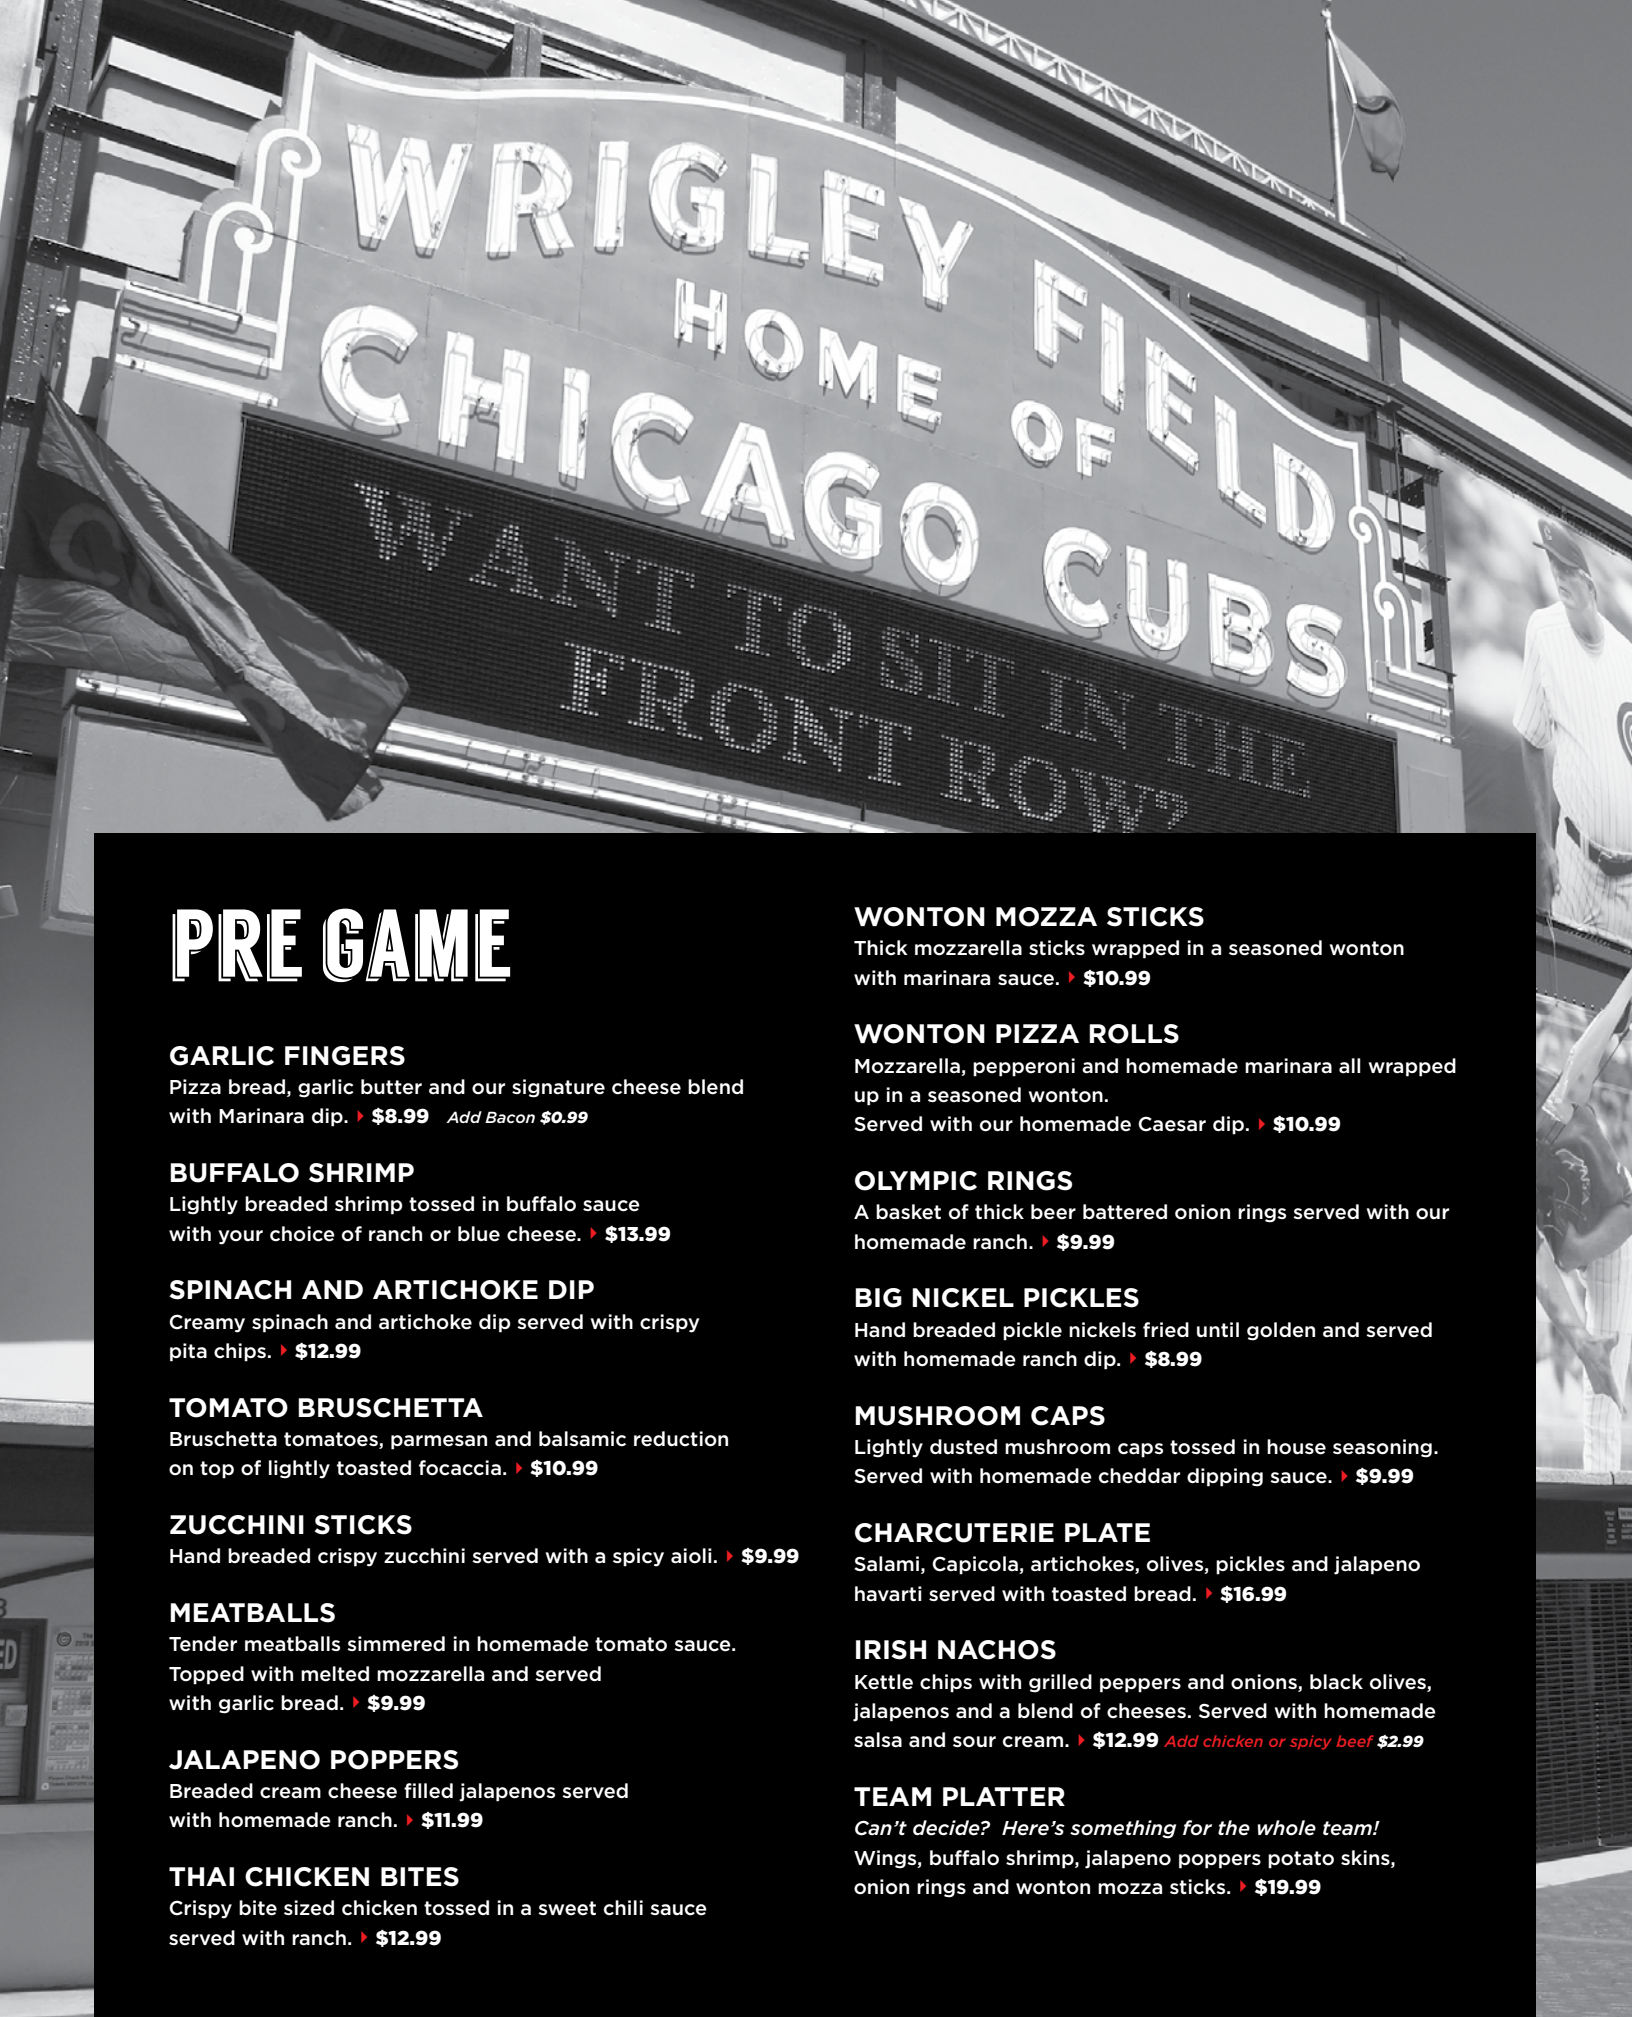 WRIGLEY FIELD
HOME OF
CHICAGO CUBS
WANT TO SIT IN THE
FRONT ROW?
PRE GAME
GARLIC FINGERS
Pizza bread, garlic butter and our signature cheese blend
with Marinara dip. $8.99 Add Bacon $0.99
BUFFALO SHRIMP
Lightly breaded shrimp tossed in buffalo sauce
with your choice of ranch or blue cheese. $13.99
SPINACH AND ARTICHOKE DIP
Creamy spinach and artichoke dip served with crispy
pita chips. $12.99
TOMATO BRUSCHETTA
Bruschetta tomatoes, parmesan and balsamic reduction
on top of lightly toasted focaccia. $10.99
ZUCCHINI STICKS
Hand breaded crispy zucchini served with a spicy aioli. $9.99
MEATBALLS
Tender meatballs simmered in homemade tomato sauce.
Topped with melted mozzarella and served
with garlic bread. $9.99
JALAPENO POPPERS
Breaded cream cheese filled jalapenos served
with homemade ranch. $11.99
THAI CHICKEN BITES
Crispy bite sized chicken tossed in a sweet chili sauce
served with ranch. $12.99
WONTON MOZZA STICKS
Thick mozzarella sticks wrapped in a seasoned wonton
with marinara sauce. $10.99
WONTON PIZZA ROLLS
Mozzarella, pepperoni and homemade marinara all wrapped
up in a seasoned wonton.
Served with our homemade Caesar dip. $10.99
OLYMPIC RINGS
A basket of thick beer battered onion rings served with our
homemade ranch. $9.99
BIG NICKEL PICKLES
Hand breaded pickle nickels fried until golden and served
with homemade ranch dip. $8.99
MUSHROOM CAPS
Lightly dusted mushroom caps tossed in house seasoning.
Served with homemade cheddar dipping sauce. $9.99
CHARCUTERIE PLATE
Salami, Capicola, artichokes, olives, pickles and jalapeno
havarti served with toasted bread. $16.99
IRISH NACHOS
Kettle chips with grilled peppers and onions, black olives,
jalapenos and a blend of cheeses. Served with homemade
salsa and sour cream. $12.99 Add chicken or spicy beef $2.99
TEAM PLATTER
Can't decide? Here's something for the whole team!
Wings, buffalo shrimp, jalapeno poppers potato skins,
onion rings and wonton mozza sticks. $19.99